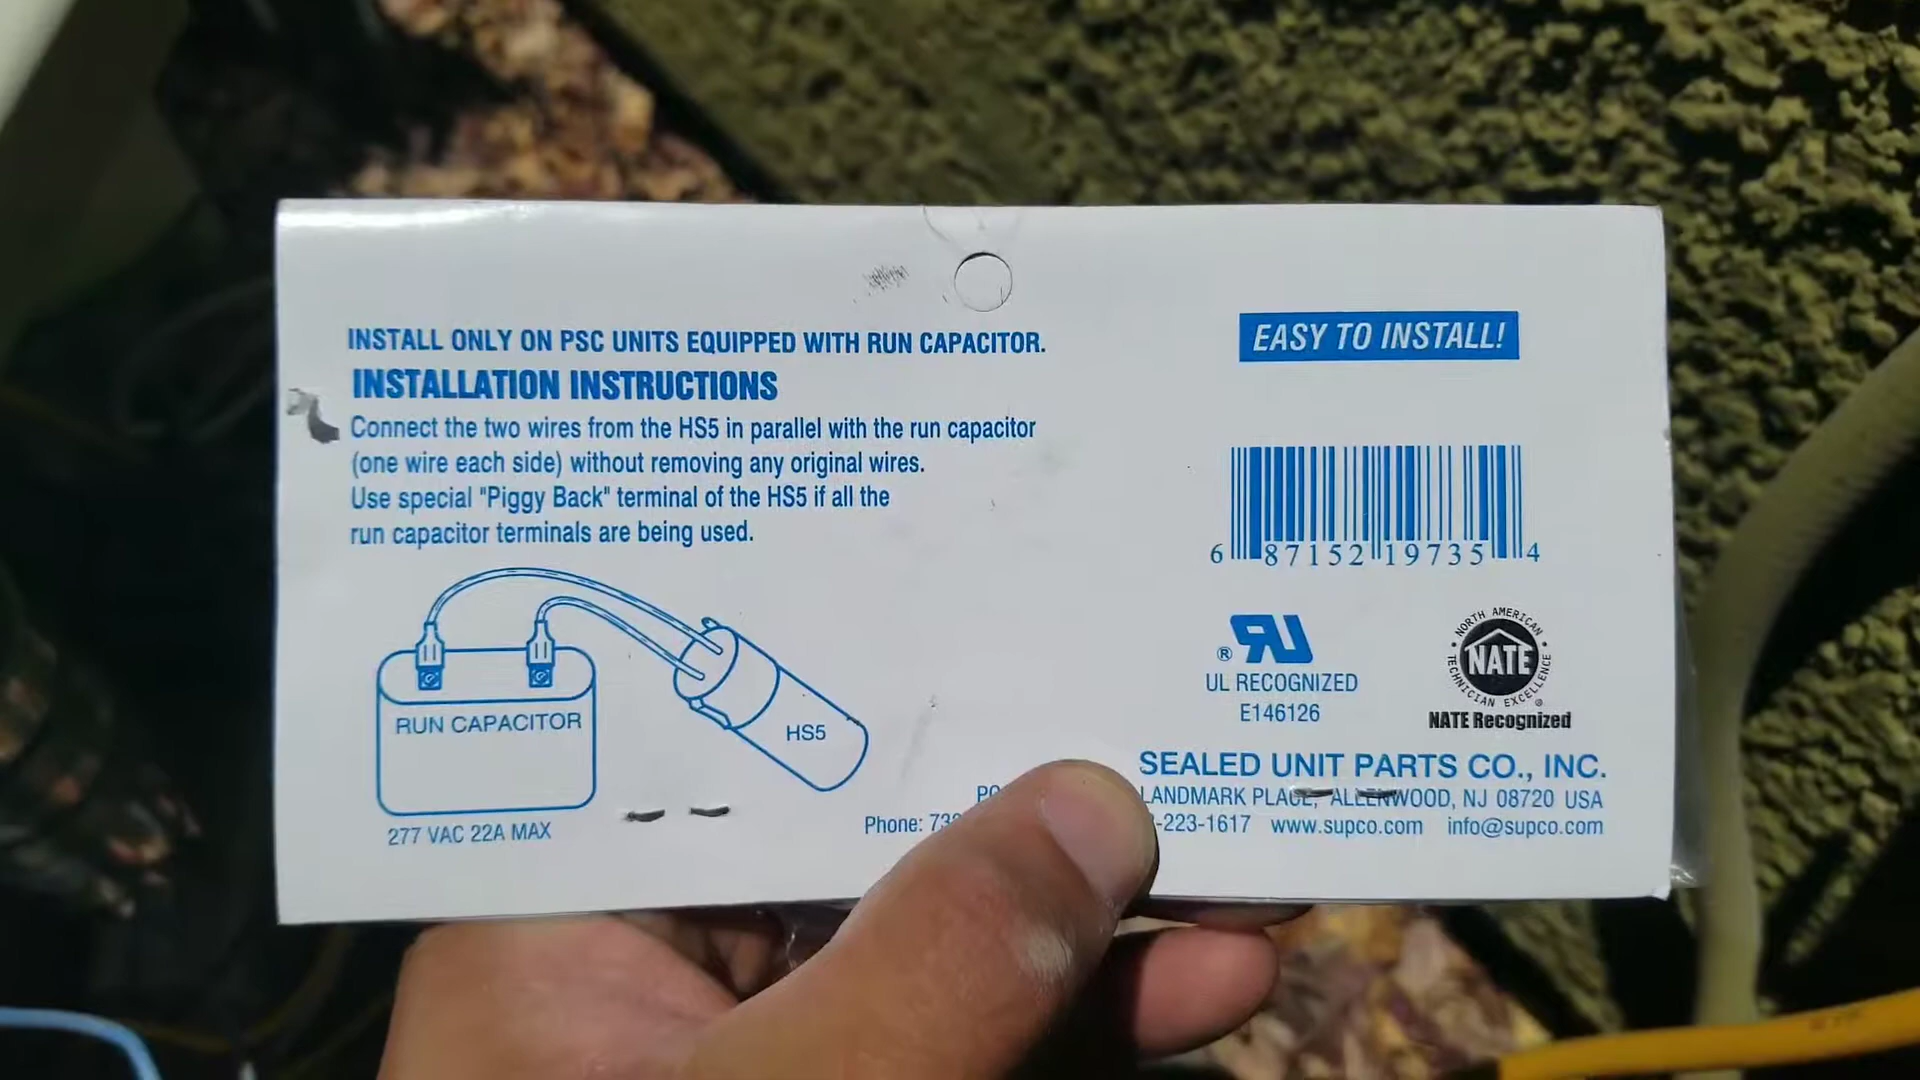 INSTALL ONLY ON PSC UNITS EQUIPPED WITH RUN CAPACITOR.
INSTALLATION INSTRUCTIONS
Connect the two wires from the HS5 in parallel with the run capacitor
(one wire each side) without removing any original wires.
Use special "Piggy Back" terminal of the HS5 if all the
run capacitor terminals are being used.
RUN CAPACITOR
HS5
277 VAC 22A MAX
EASY TO INSTALL!
6 87152 19735 4
® RU
UL RECOGNIZED
E146126
NORTH AMERICAN
NATE
TECHNICIAN EXCELLENCE
NATE Recognized
SEALED UNIT PARTS CO., INC.
LANDMARK PLACE, ALLENWOOD, NJ 08720 USA
Phone: -223-1617 www.supco.com info@supco.com